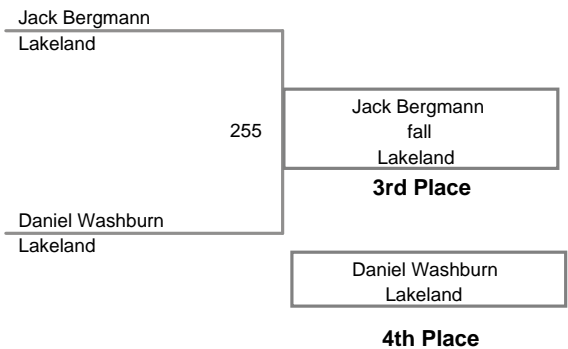 Jack Bergmann
Lakeland
255
Jack Bergmann
fall
Lakeland
3rd Place
Daniel Washburn
Lakeland
Daniel Washburn
Lakeland
4th Place